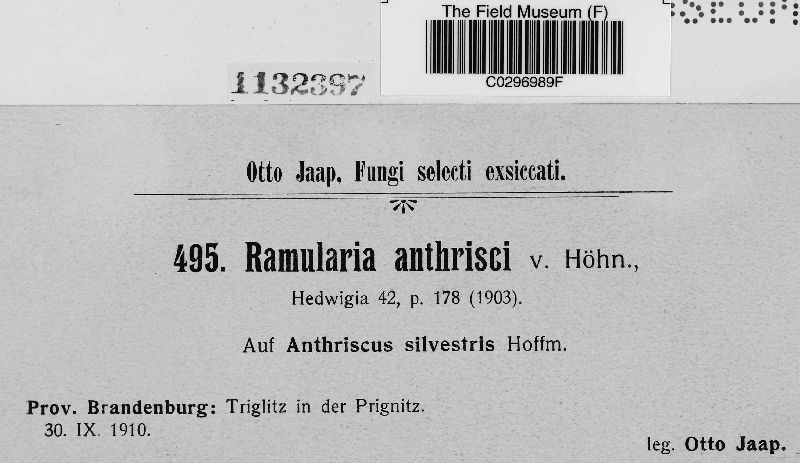 The Field Museum (F)
C0296989F
1132397
Otto Jaap. Fungi selecti exsiccati.
495. Ramularia anthrisci v. Höhn.,
Hedwigia 42, p. 178 (1903).
Auf Anthriscus silvestris Hoffm.
Prov. Brandenburg: Triglitz in der Prignitz.
30. IX. 1910.
leg. Otto Jaap.